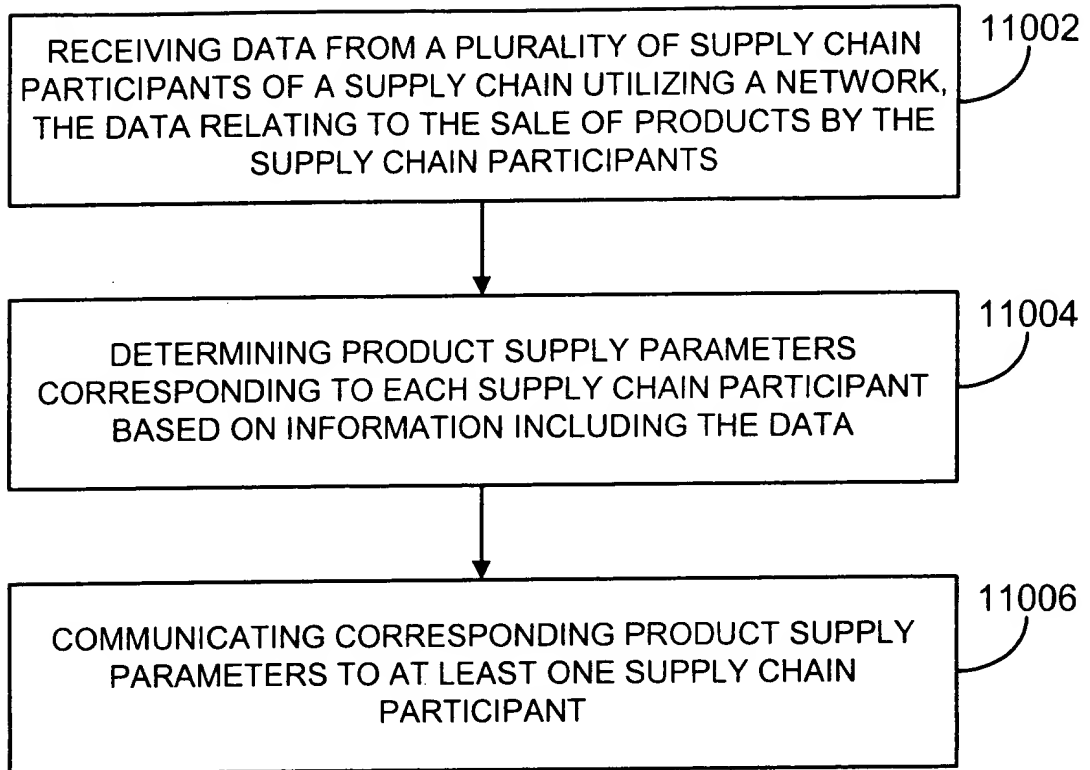 RECEIVING DATA FROM A PLURALITY OF SUPPLY CHAIN
PARTICIPANTS OF A SUPPLY CHAIN UTILIZING A NETWORK,
THE DATA RELATING TO THE SALE OF PRODUCTS BY THE
SUPPLY CHAIN PARTICIPANTS
11002
DETERMINING PRODUCT SUPPLY PARAMETERS
CORRESPONDING TO EACH SUPPLY CHAIN PARTICIPANT
BASED ON INFORMATION INCLUDING THE DATA
11004
COMMUNICATING CORRESPONDING PRODUCT SUPPLY
PARAMETERS TO AT LEAST ONE SUPPLY CHAIN
PARTICIPANT
11006